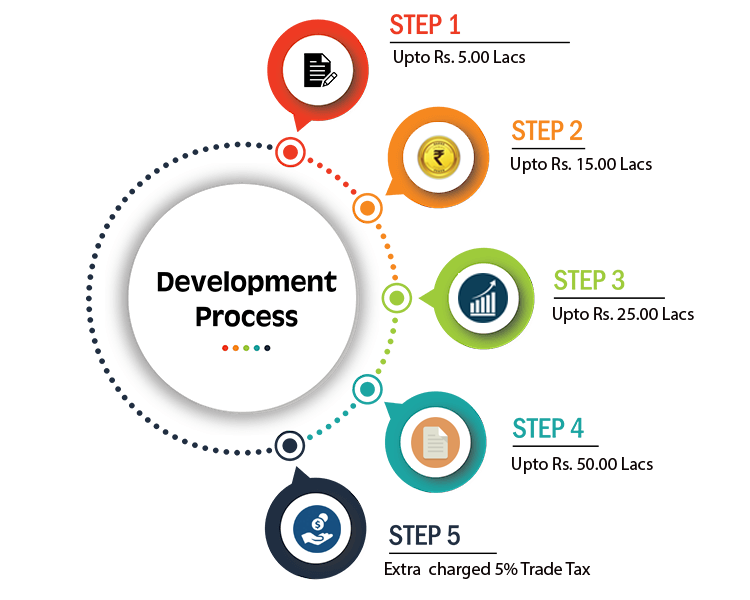 STEP 1
Upto Rs. 5.00 Lacs
STEP 2
Upto Rs. 15.00 Lacs
Development
Process
STEP 3
Upto Rs. 25.00 Lacs
STEP 4
Upto Rs. 50.00 Lacs
STEP 5
Extra charged 5% Trade Tax